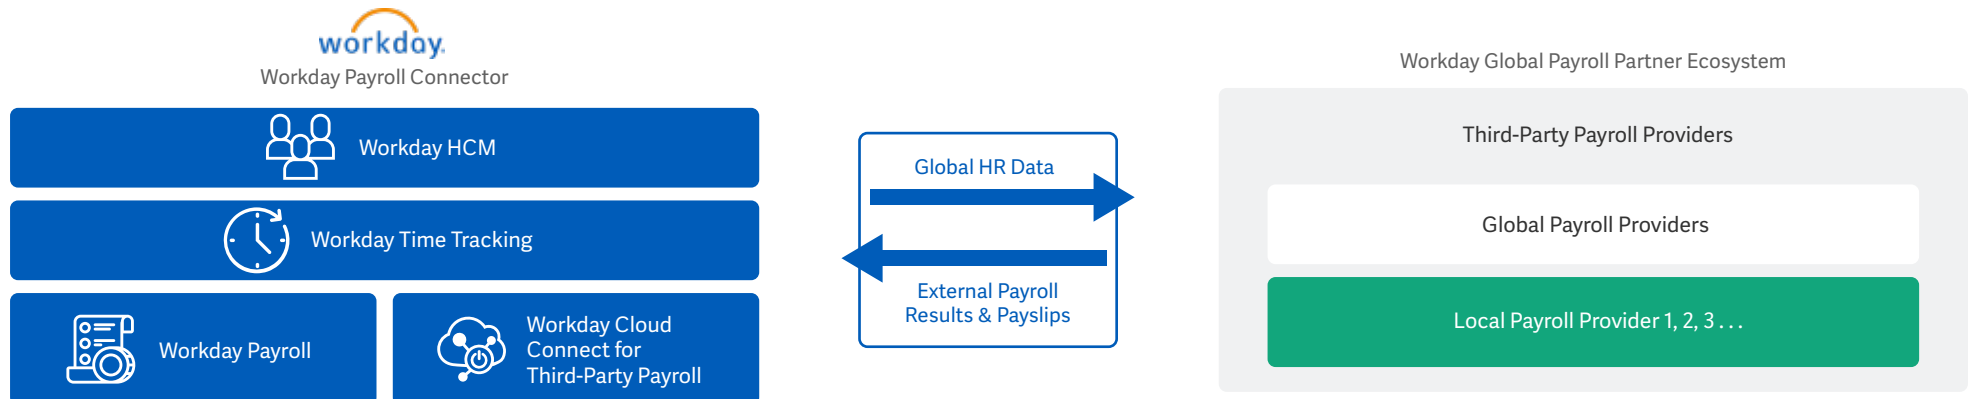 workday.
Workday Payroll Connector
Workday HCM
Workday Time Tracking
Workday Payroll
Workday Cloud
Connect for
Third-Party Payroll
Global HR Data
External Payroll
Results & Payslips
Workday Global Payroll Partner Ecosystem
Third-Party Payroll Providers
Global Payroll Providers
Local Payroll Provider 1, 2, 3 . . .